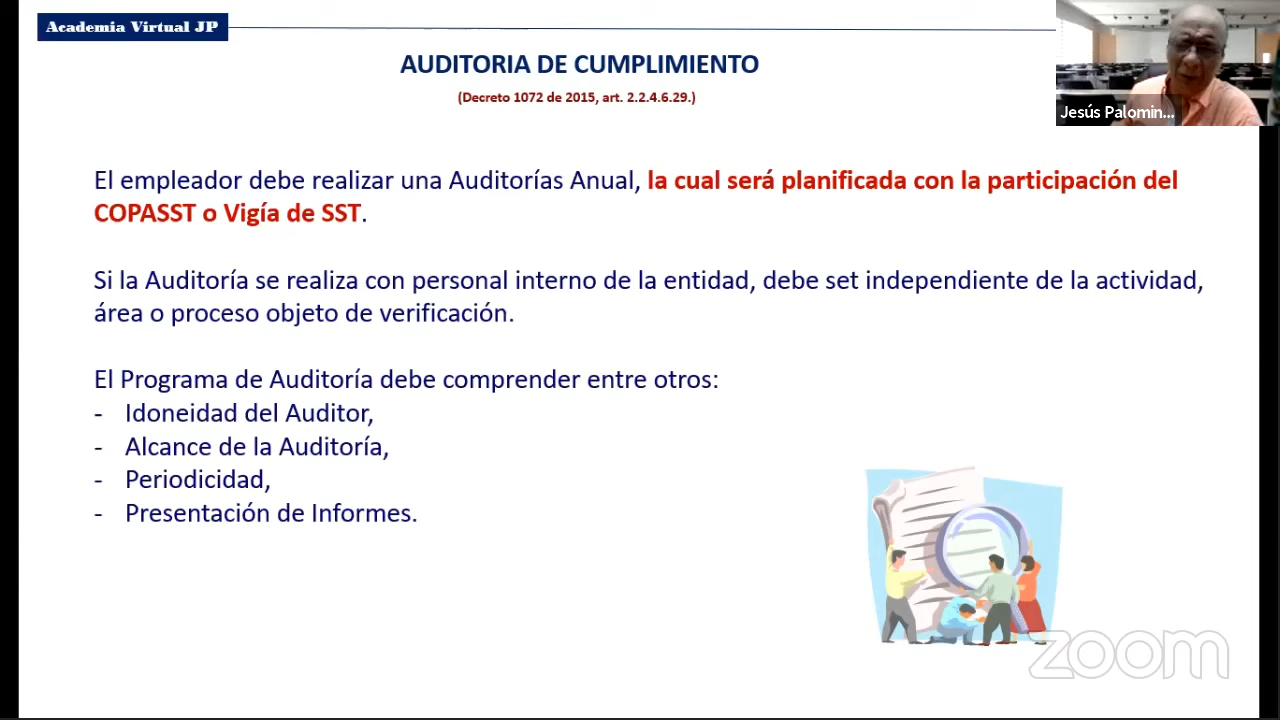 Academia Virtual JP
AUDITORIA DE CUMPLIMIENTO
(Decreto 1072 de 2015, art. 2.2.4.6.29.)
Jesús Palomin...
El empleador debe realizar una Auditorías Anual, la cual será planificada con la participación del
COPASST o Vigía de SST.
Si la Auditoría se realiza con personal interno de la entidad, debe set independiente de la actividad,
área o proceso objeto de verificación.
El Programa de Auditoría debe comprender entre otros:
- Idoneidad del Auditor,
- Alcance de la Auditoría,
- Periodicidad,
- Presentación de Informes.
zoom